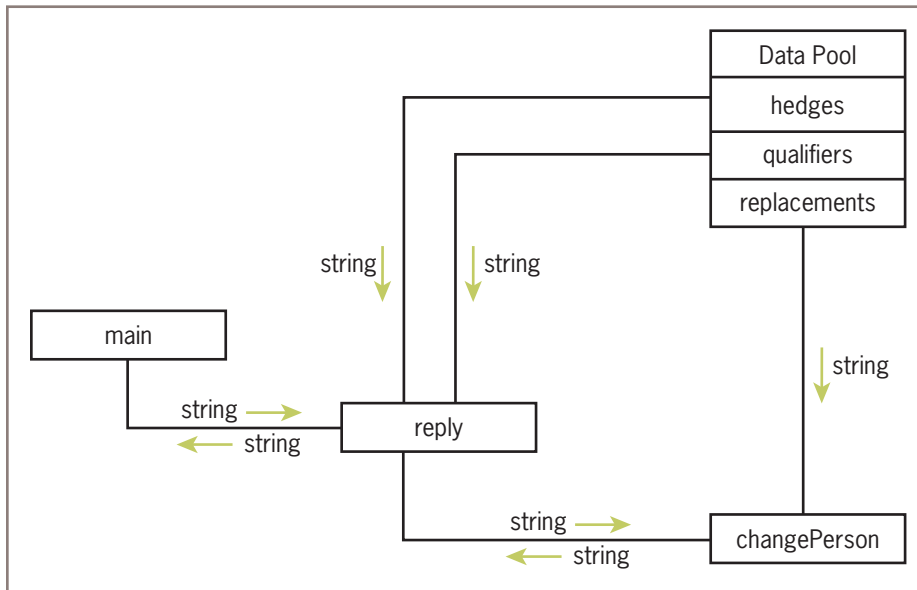 Data Pool
hedges
qualifiers
replacements
string
string
main
string
string
reply
string
string
string
changePerson